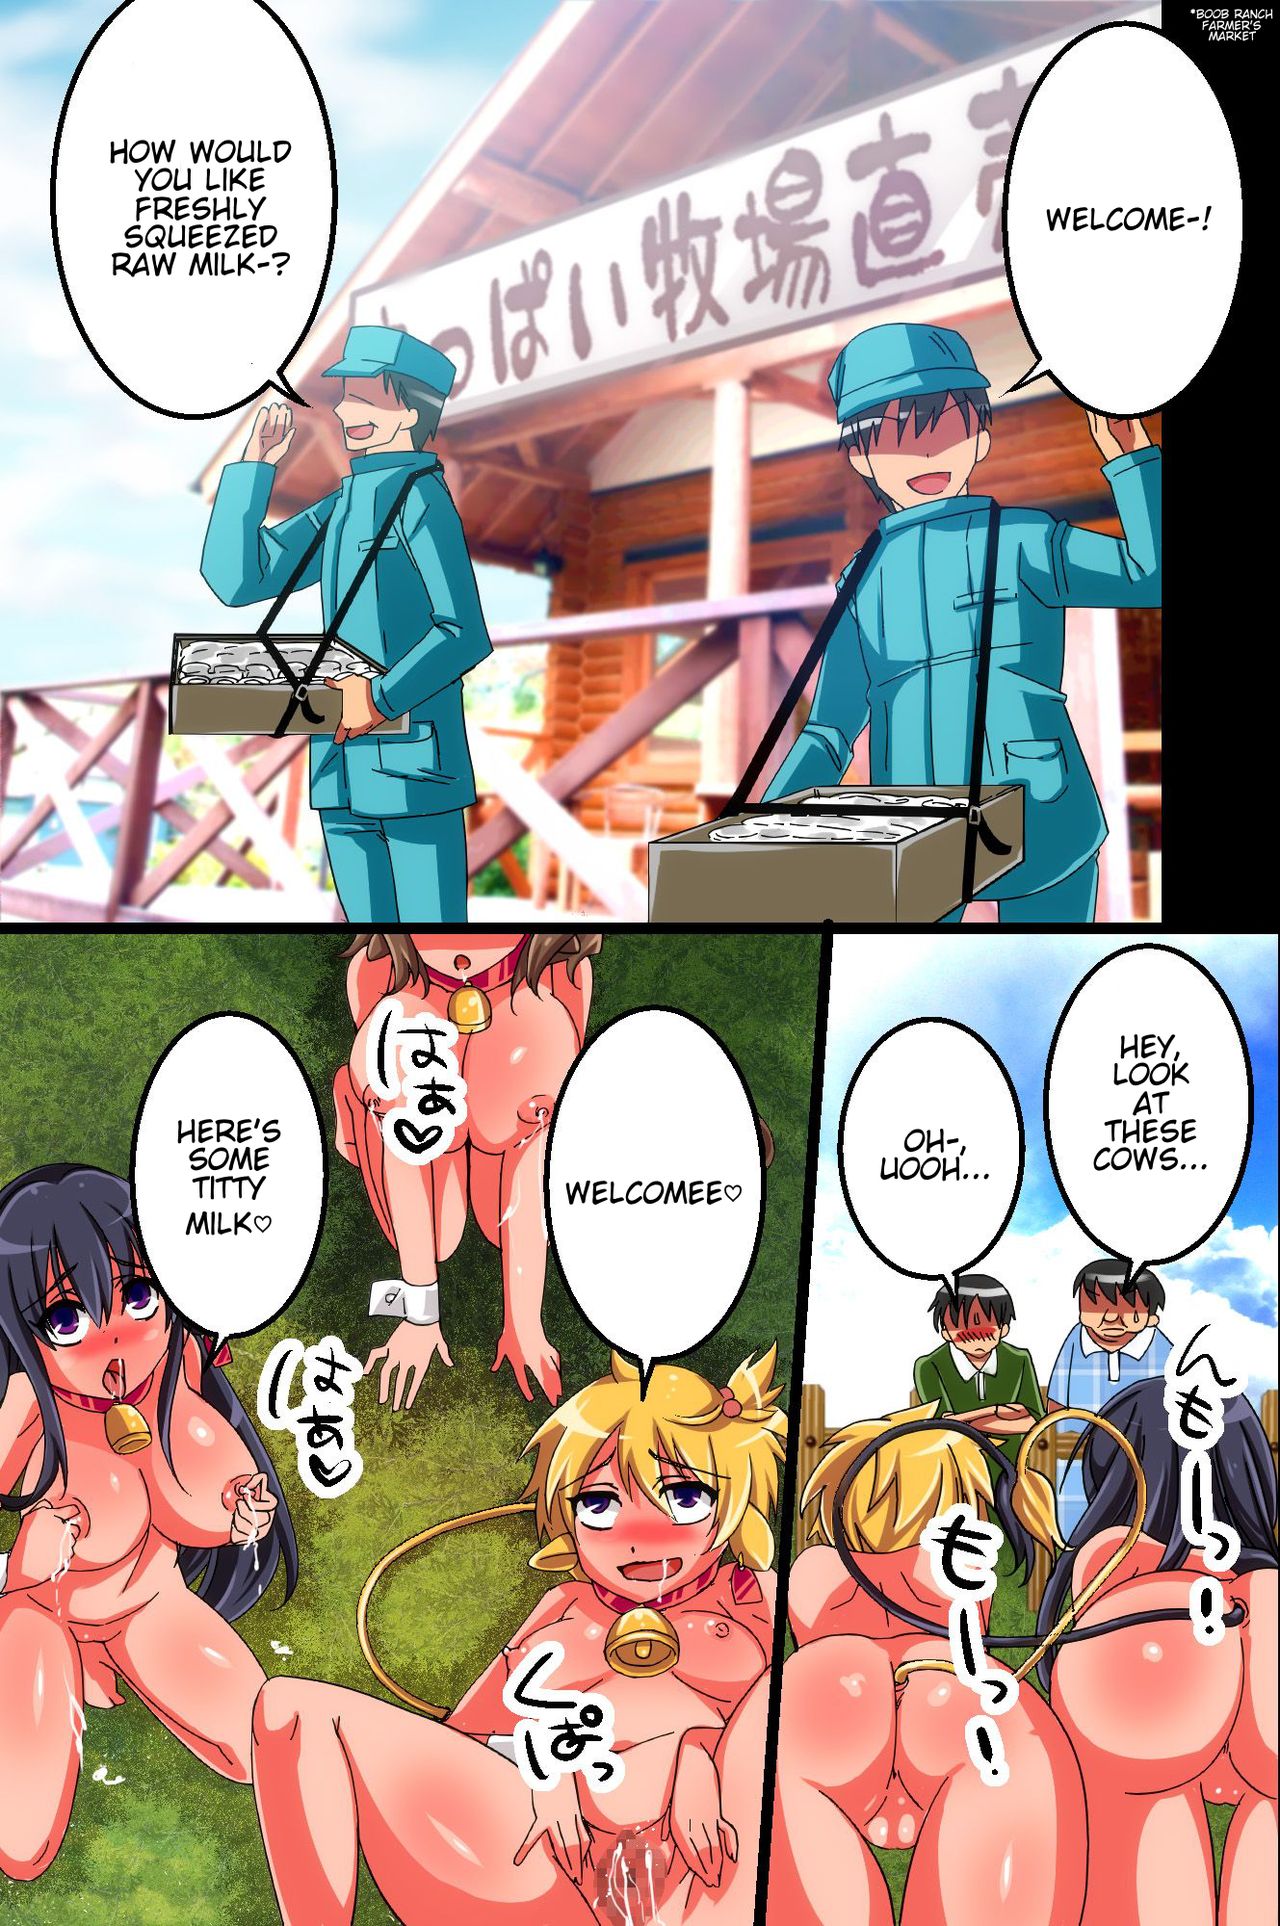 *BOOB RANCH
FARMER'S
MARKET
WELCOME-!
HOW WOULD
YOU LIKE
FRESHLY
SQUEEZED
RAW MILK-?
っぱい牧場直
HEY,
LOOK
AT
THESE
COWS...
OH-,
UOOH...
んもーっ!
もーっ!
WELCOMEE♡
はぁ♡
HERE'S
SOME
TITTY
MILK♡
はぁ♡
くぱっ